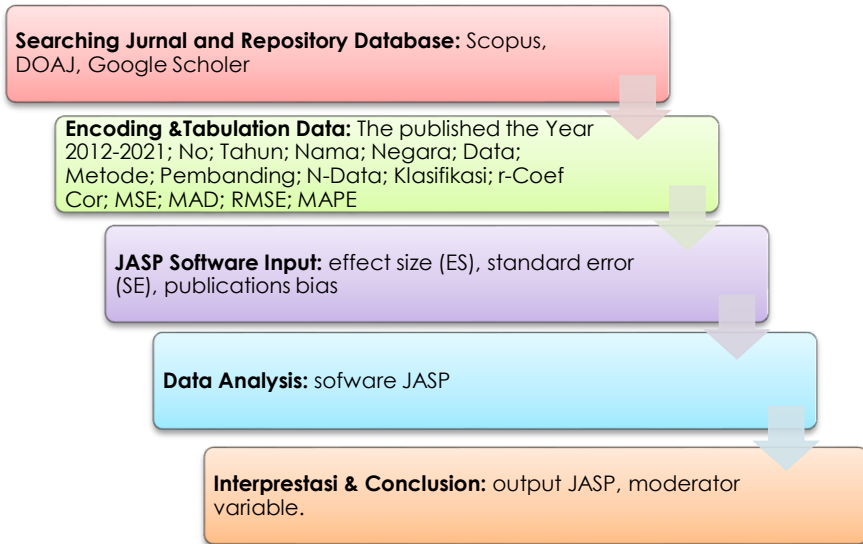 Searching Jurnal and Repository Database: Scopus,
DOAJ, Google Scholer
Encoding &Tabulation Data: The published the Year
2012-2021; No; Tahun; Nama; Negara; Data;
Metode; Pembanding; N-Data; Klasifikasi; r-Coef
Cor; MSE; MAD; RMSE; MAPE
JASP Software Input: effect size (ES), standard error
(SE), publications bias
Data Analysis: sofware JASP
Interprestasi & Conclusion: output JASP, moderator
variable.